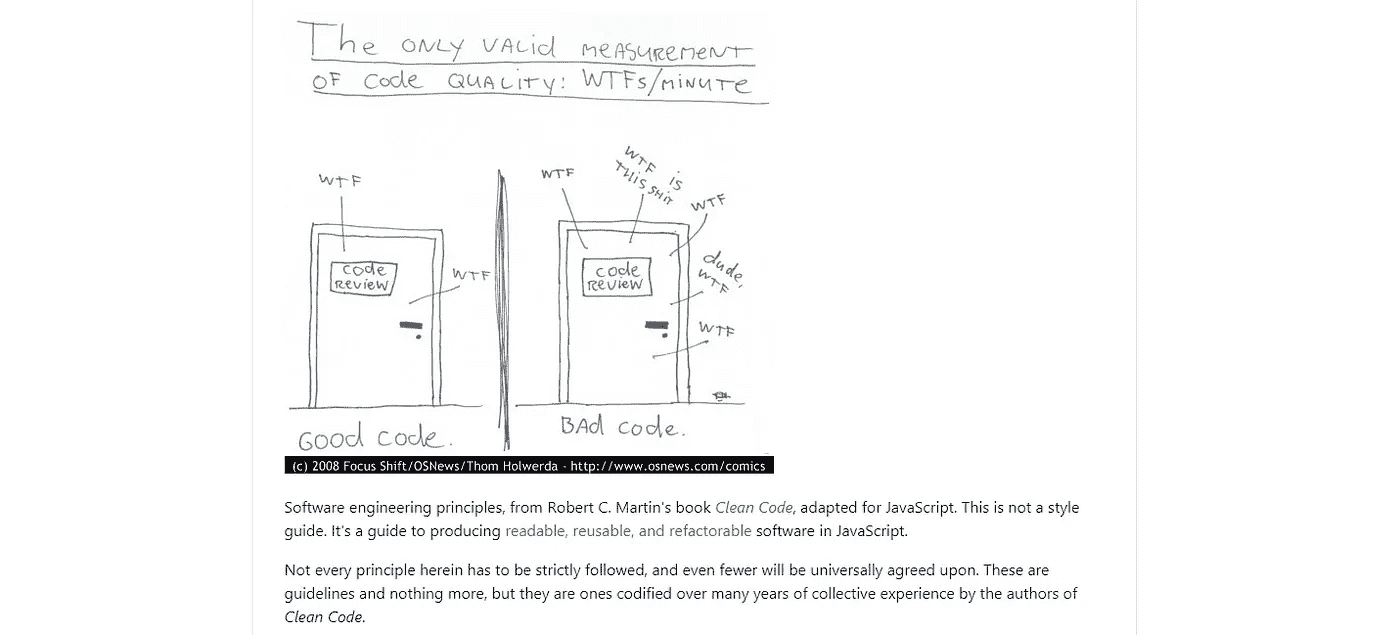 The ONLY VALid MEASUREMENT
OF Code QUALITY: WTFs/MINUTE
WTF
code
REVIEW
WTF
GOOD code.
WTF
WTF is
THIS SHIT
WTF
code
REVIEW
dude,
WTF
WTF
BAd code.
(c) 2008 Focus Shift/OSNews/Thom Holwerda - http://www.osnews.com/comics
Software engineering principles, from Robert C. Martin's book Clean Code, adapted for JavaScript. This is not a style
guide. It's a guide to producing readable, reusable, and refactorable software in JavaScript.
Not every principle herein has to be strictly followed, and even fewer will be universally agreed upon. These are
guidelines and nothing more, but they are ones codified over many years of collective experience by the authors of
Clean Code.